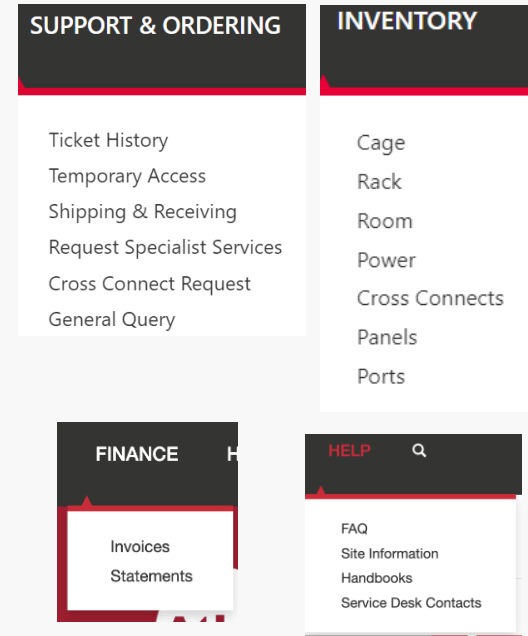 SUPPORT & ORDERING
Ticket History
Temporary Access
Shipping & Receiving
Request Specialist Services
Cross Connect Request
General Query
INVENTORY
Cage
Rack
Room
Power
Cross Connects
Panels
Ports
FINANCE H
Invoices
Statements
HELP
FAQ
Site Information
Handbooks
Service Desk Contacts